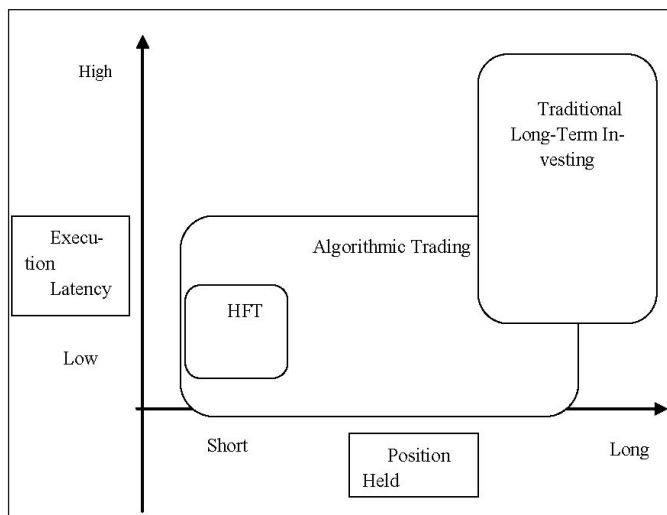 High
Traditional
Long-Term In-
vesting
Execu-
tion
Latency
Algorithmic Trading
HFT
Low
Short
Long
Position
Held